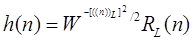 h(n) = W^{-[((n))_L]^2/2} R_L(n)